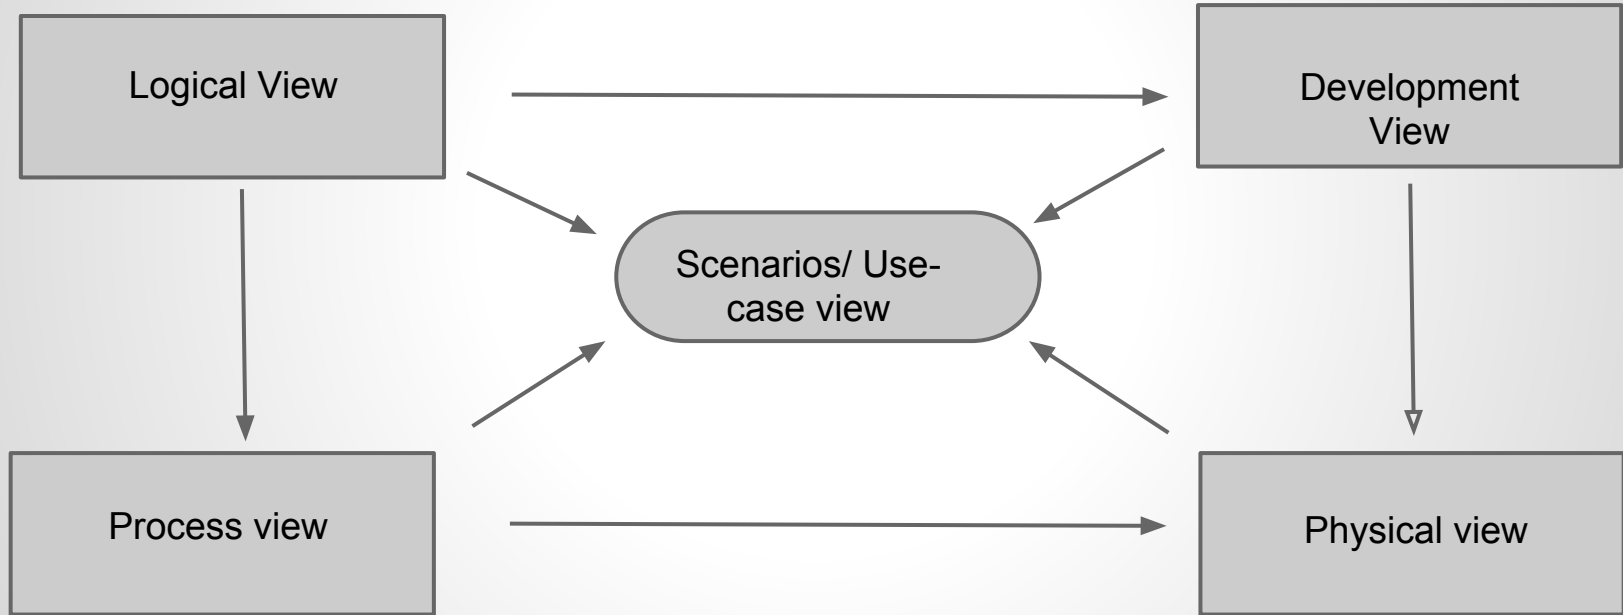 Logical View
Development
View
Scenarios/ Use-
case view
Process view
Physical view